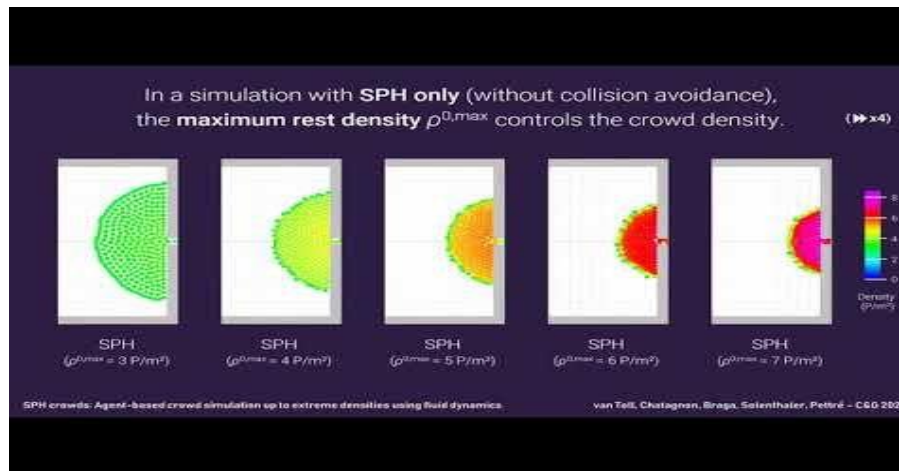 In a simulation with SPH only (without collision avoidance),
the maximum rest density ρ⁰,ᵐᵃˣ controls the crowd density.
(▶▶x4)
8
6
4
2
0
Density
(P/m²)
SPH
(ρ⁰,ᵐᵃˣ = 3 P/m²)
SPH
(ρ⁰,ᵐᵃˣ = 4 P/m²)
SPH
(ρ⁰,ᵐᵃˣ = 5 P/m²)
SPH
(ρ⁰,ᵐᵃˣ = 6 P/m²)
SPH
(ρ⁰,ᵐᵃˣ = 7 P/m²)
SPH crowds: Agent-based crowd simulation up to extreme densities using fluid dynamics
van Toll, Chatagnon, Braga, Solenthaler, Pettré – C&G 202